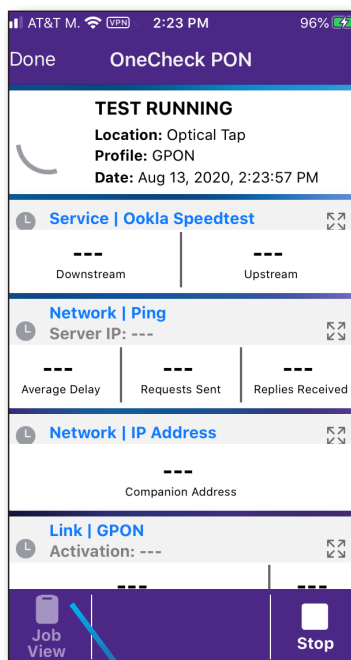 AT&T M. VPN 2:23 PM 96%
Done OneCheck PON
TEST RUNNING
Location: Optical Tap
Profile: GPON
Date: Aug 13, 2020, 2:23:57 PM
Service | Ookla Speedtest
--- ---
Downstream Upstream
Network | Ping
Server IP: ---
--- --- ---
Average Delay Requests Sent Replies Received
Network | IP Address
---
Companion Address
Link | GPON
Activation: ---
--- ---
Job
View
Stop